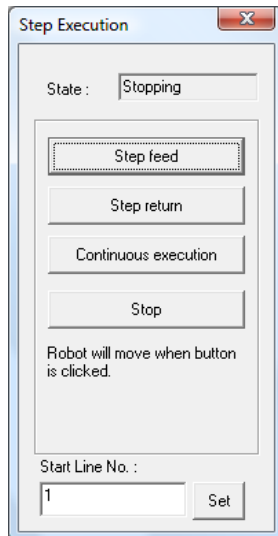 Step Execution
State : Stopping
Step feed
Step return
Continuous execution
Stop
Robot will move when button
is clicked.
Start Line No. :
1 Set